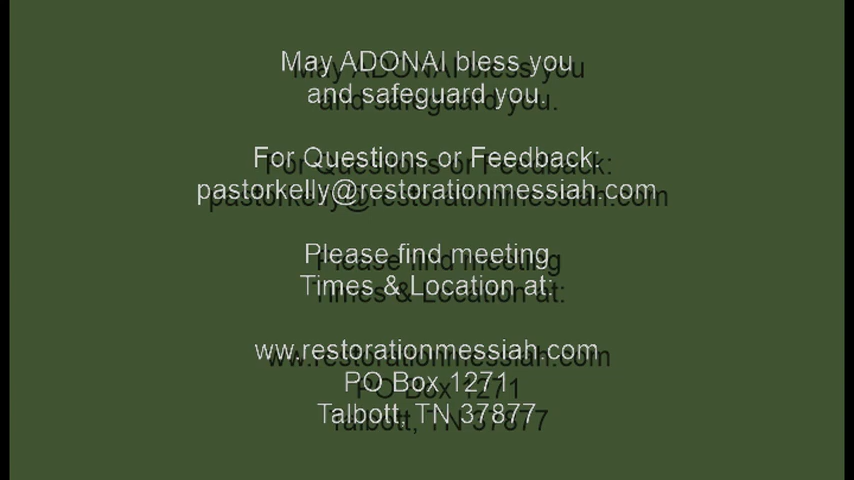 May ADONAI bless you
and safeguard you.
For Questions or Feedback:
pastorkelly@restorationmessiah.com
Please find meeting
Times & Location at:
ww.restorationmessiah.com
PO Box 1271
Talbott, TN 37877